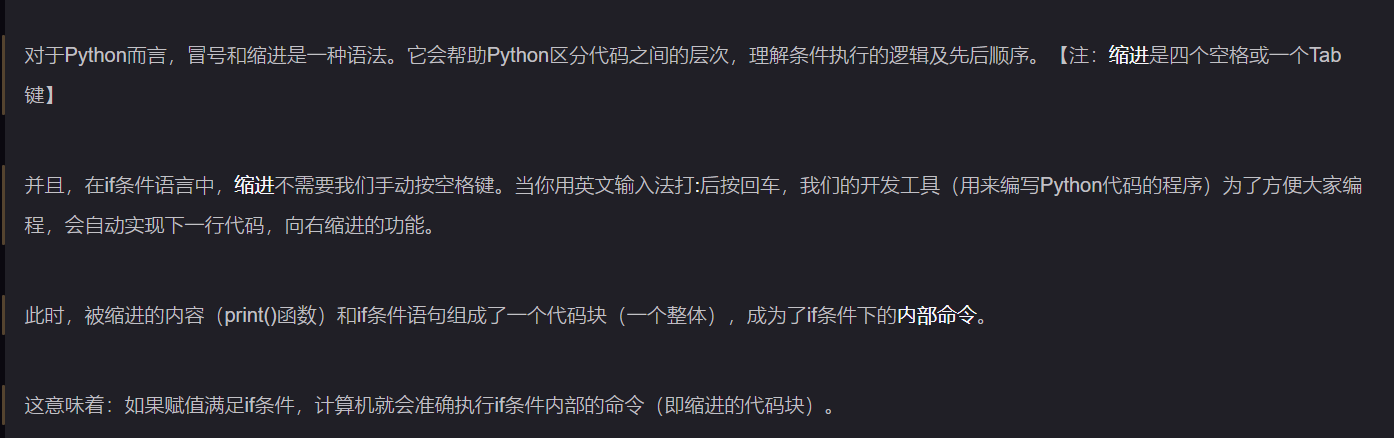 对于Python而言，冒号和缩进是一种语法。它会帮助Python区分代码之间的层次，理解条件执行的逻辑及先后顺序。【注：缩进是四个空格或一个Tab
键】
并且，在if条件语言中，缩进不需要我们手动按空格键。当你用英文输入法打:后按回车，我们的开发工具（用来编写Python代码的程序）为了方便大家编
程，会自动实现下一行代码，向右缩进的功能。
此时，被缩进的内容（print()函数）和if条件语句组成了一个代码块（一个整体），成为了if条件下的内部命令。
这意味着：如果赋值满足if条件，计算机就会准确执行if条件内部的命令（即缩进的代码块）。